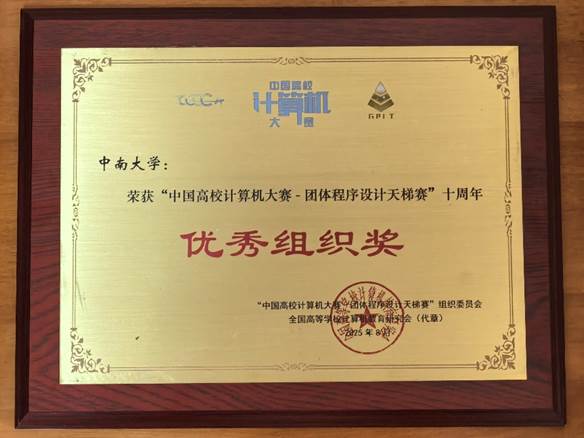 中国高校
计算机
大赛
GPLT
中南大学：
荣获“中国高校计算机大赛-团体程序设计天梯赛”十周年
优秀组织奖
“中国高校计算机大赛-团体程序设计天梯赛”组织委员会
全国高等学校计算机教育研究会（代章）
2025年8月